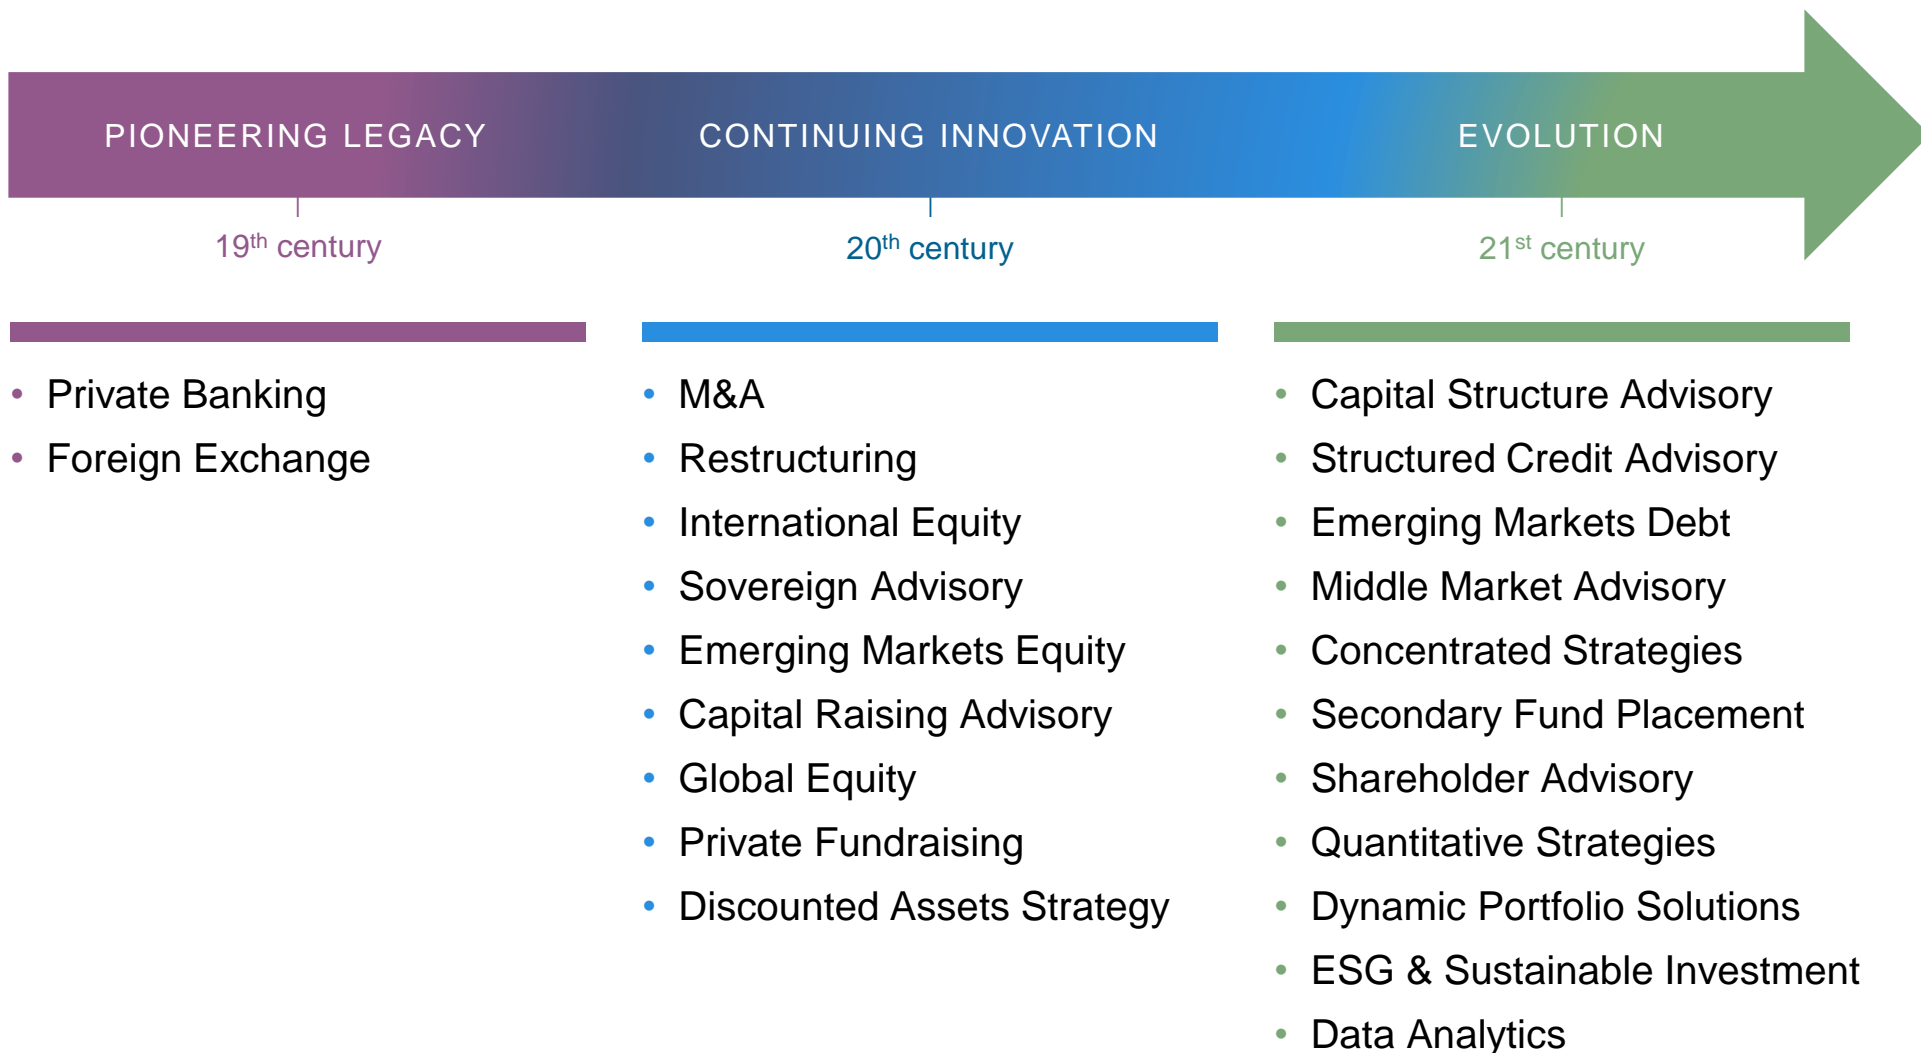 PIONEERING LEGACY
CONTINUING INNOVATION
EVOLUTION
19th century
20th century
21st century
• Private Banking
• Foreign Exchange
• M&A
• Restructuring
• International Equity
• Sovereign Advisory
• Emerging Markets Equity
• Capital Raising Advisory
• Global Equity
• Private Fundraising
• Discounted Assets Strategy
• Capital Structure Advisory
• Structured Credit Advisory
• Emerging Markets Debt
• Middle Market Advisory
• Concentrated Strategies
• Secondary Fund Placement
• Shareholder Advisory
• Quantitative Strategies
• Dynamic Portfolio Solutions
• ESG & Sustainable Investment
• Data Analytics